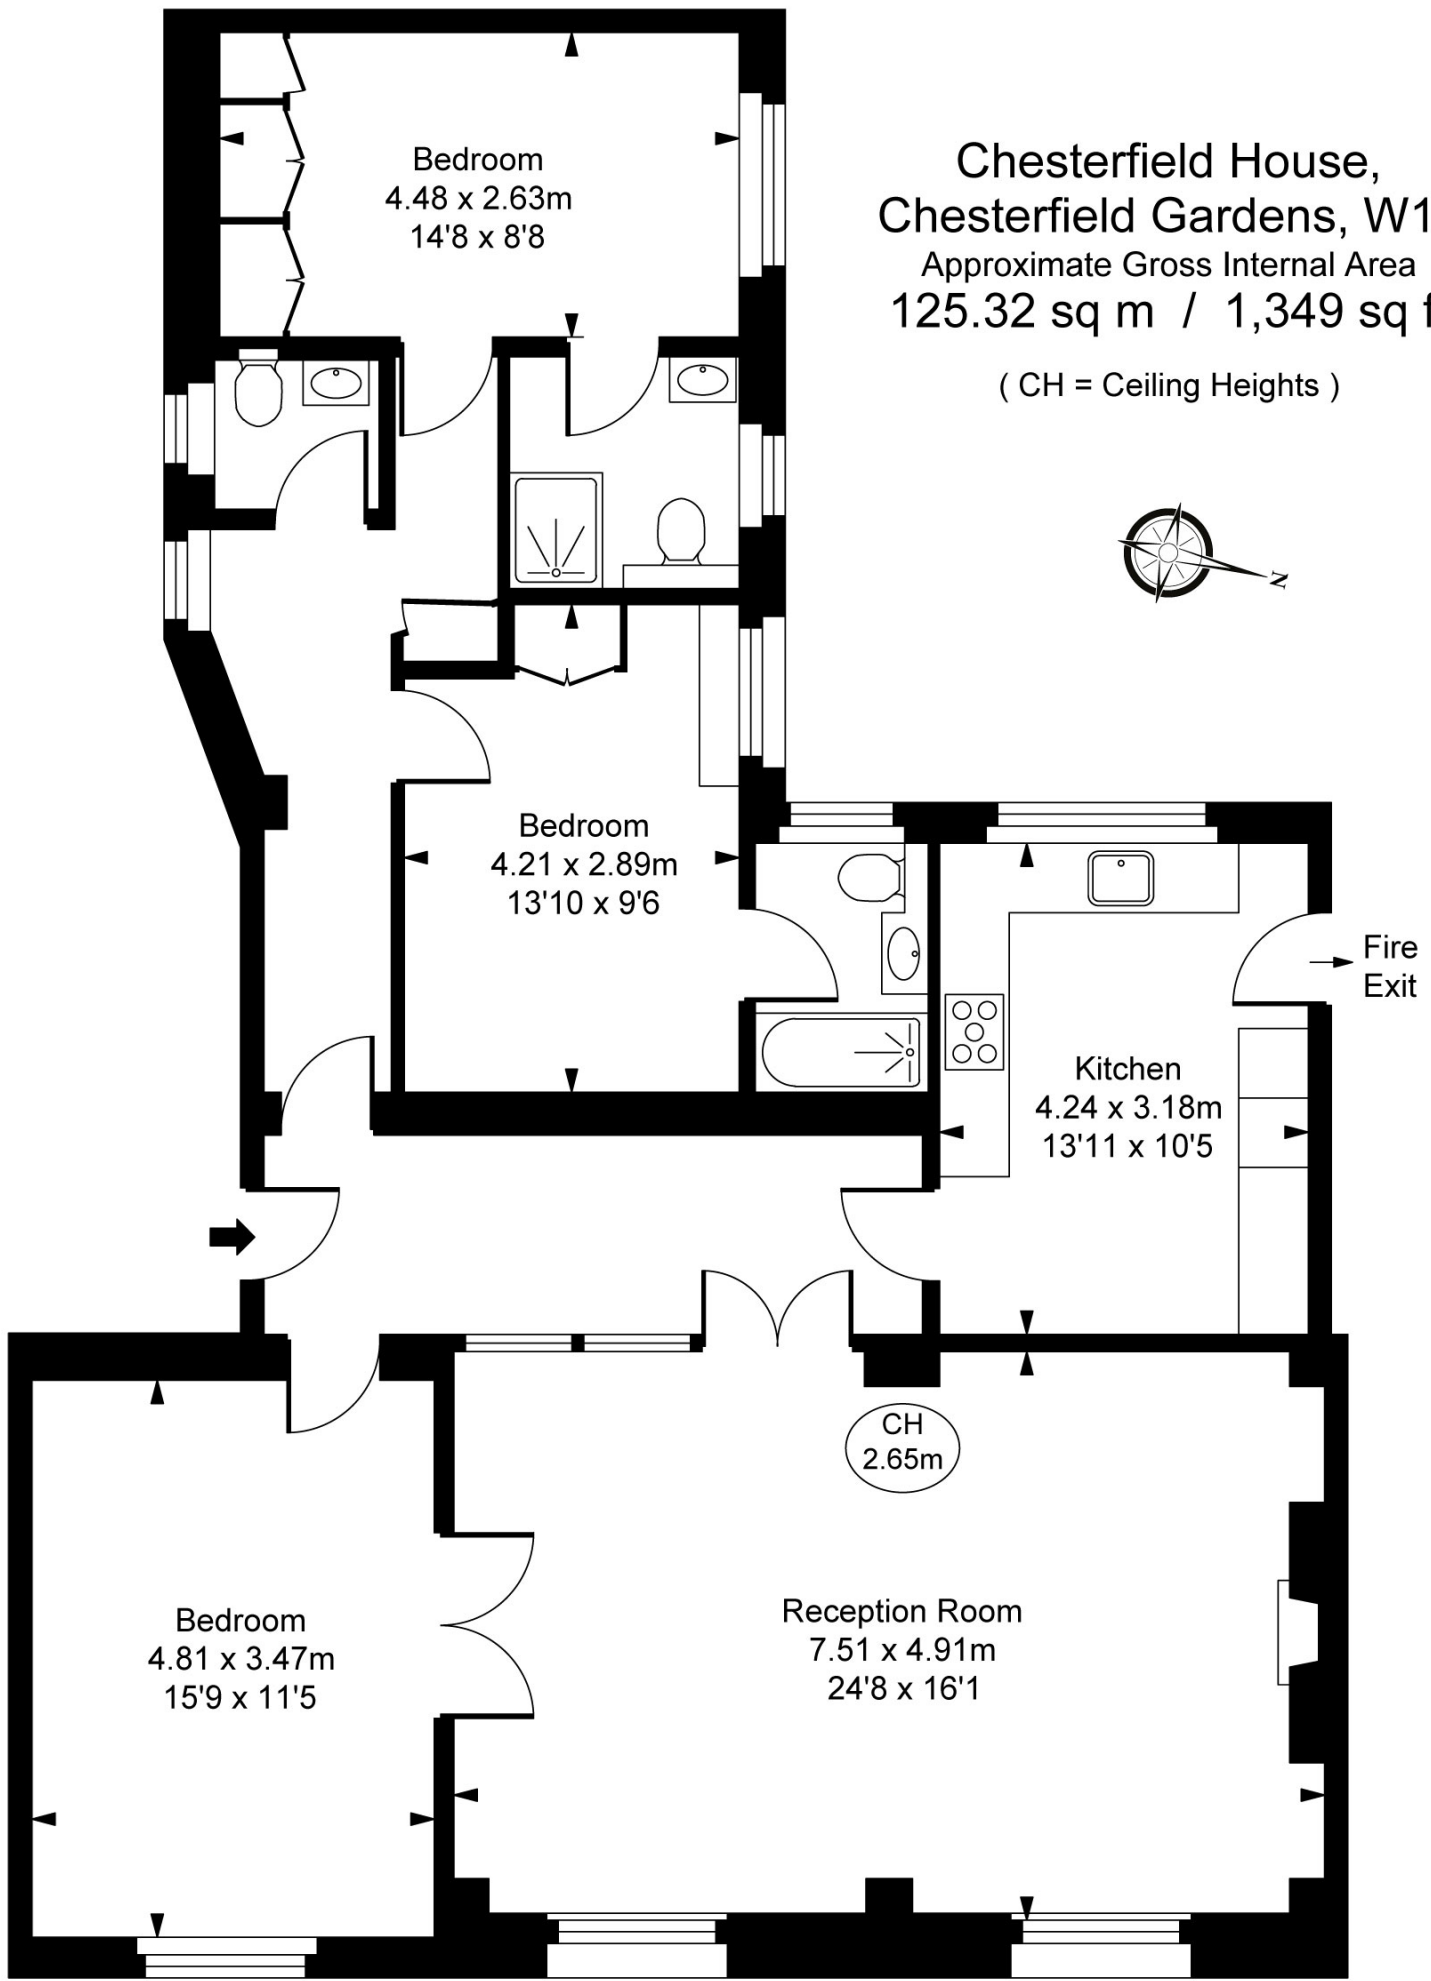 Bedroom
4.48 x 2.63m
14'8 x 8'8
Chesterfield House,
Chesterfield Gardens, W1
Approximate Gross Internal Area
125.32 sq m / 1,349 sq f
( CH = Ceiling Heights )
N
Bedroom
4.21 x 2.89m
13'10 x 9'6
Fire
Exit
Kitchen
4.24 x 3.18m
13'11 x 10'5
CH
2.65m
Bedroom
4.81 x 3.47m
15'9 x 11'5
Reception Room
7.51 x 4.91m
24'8 x 16'1